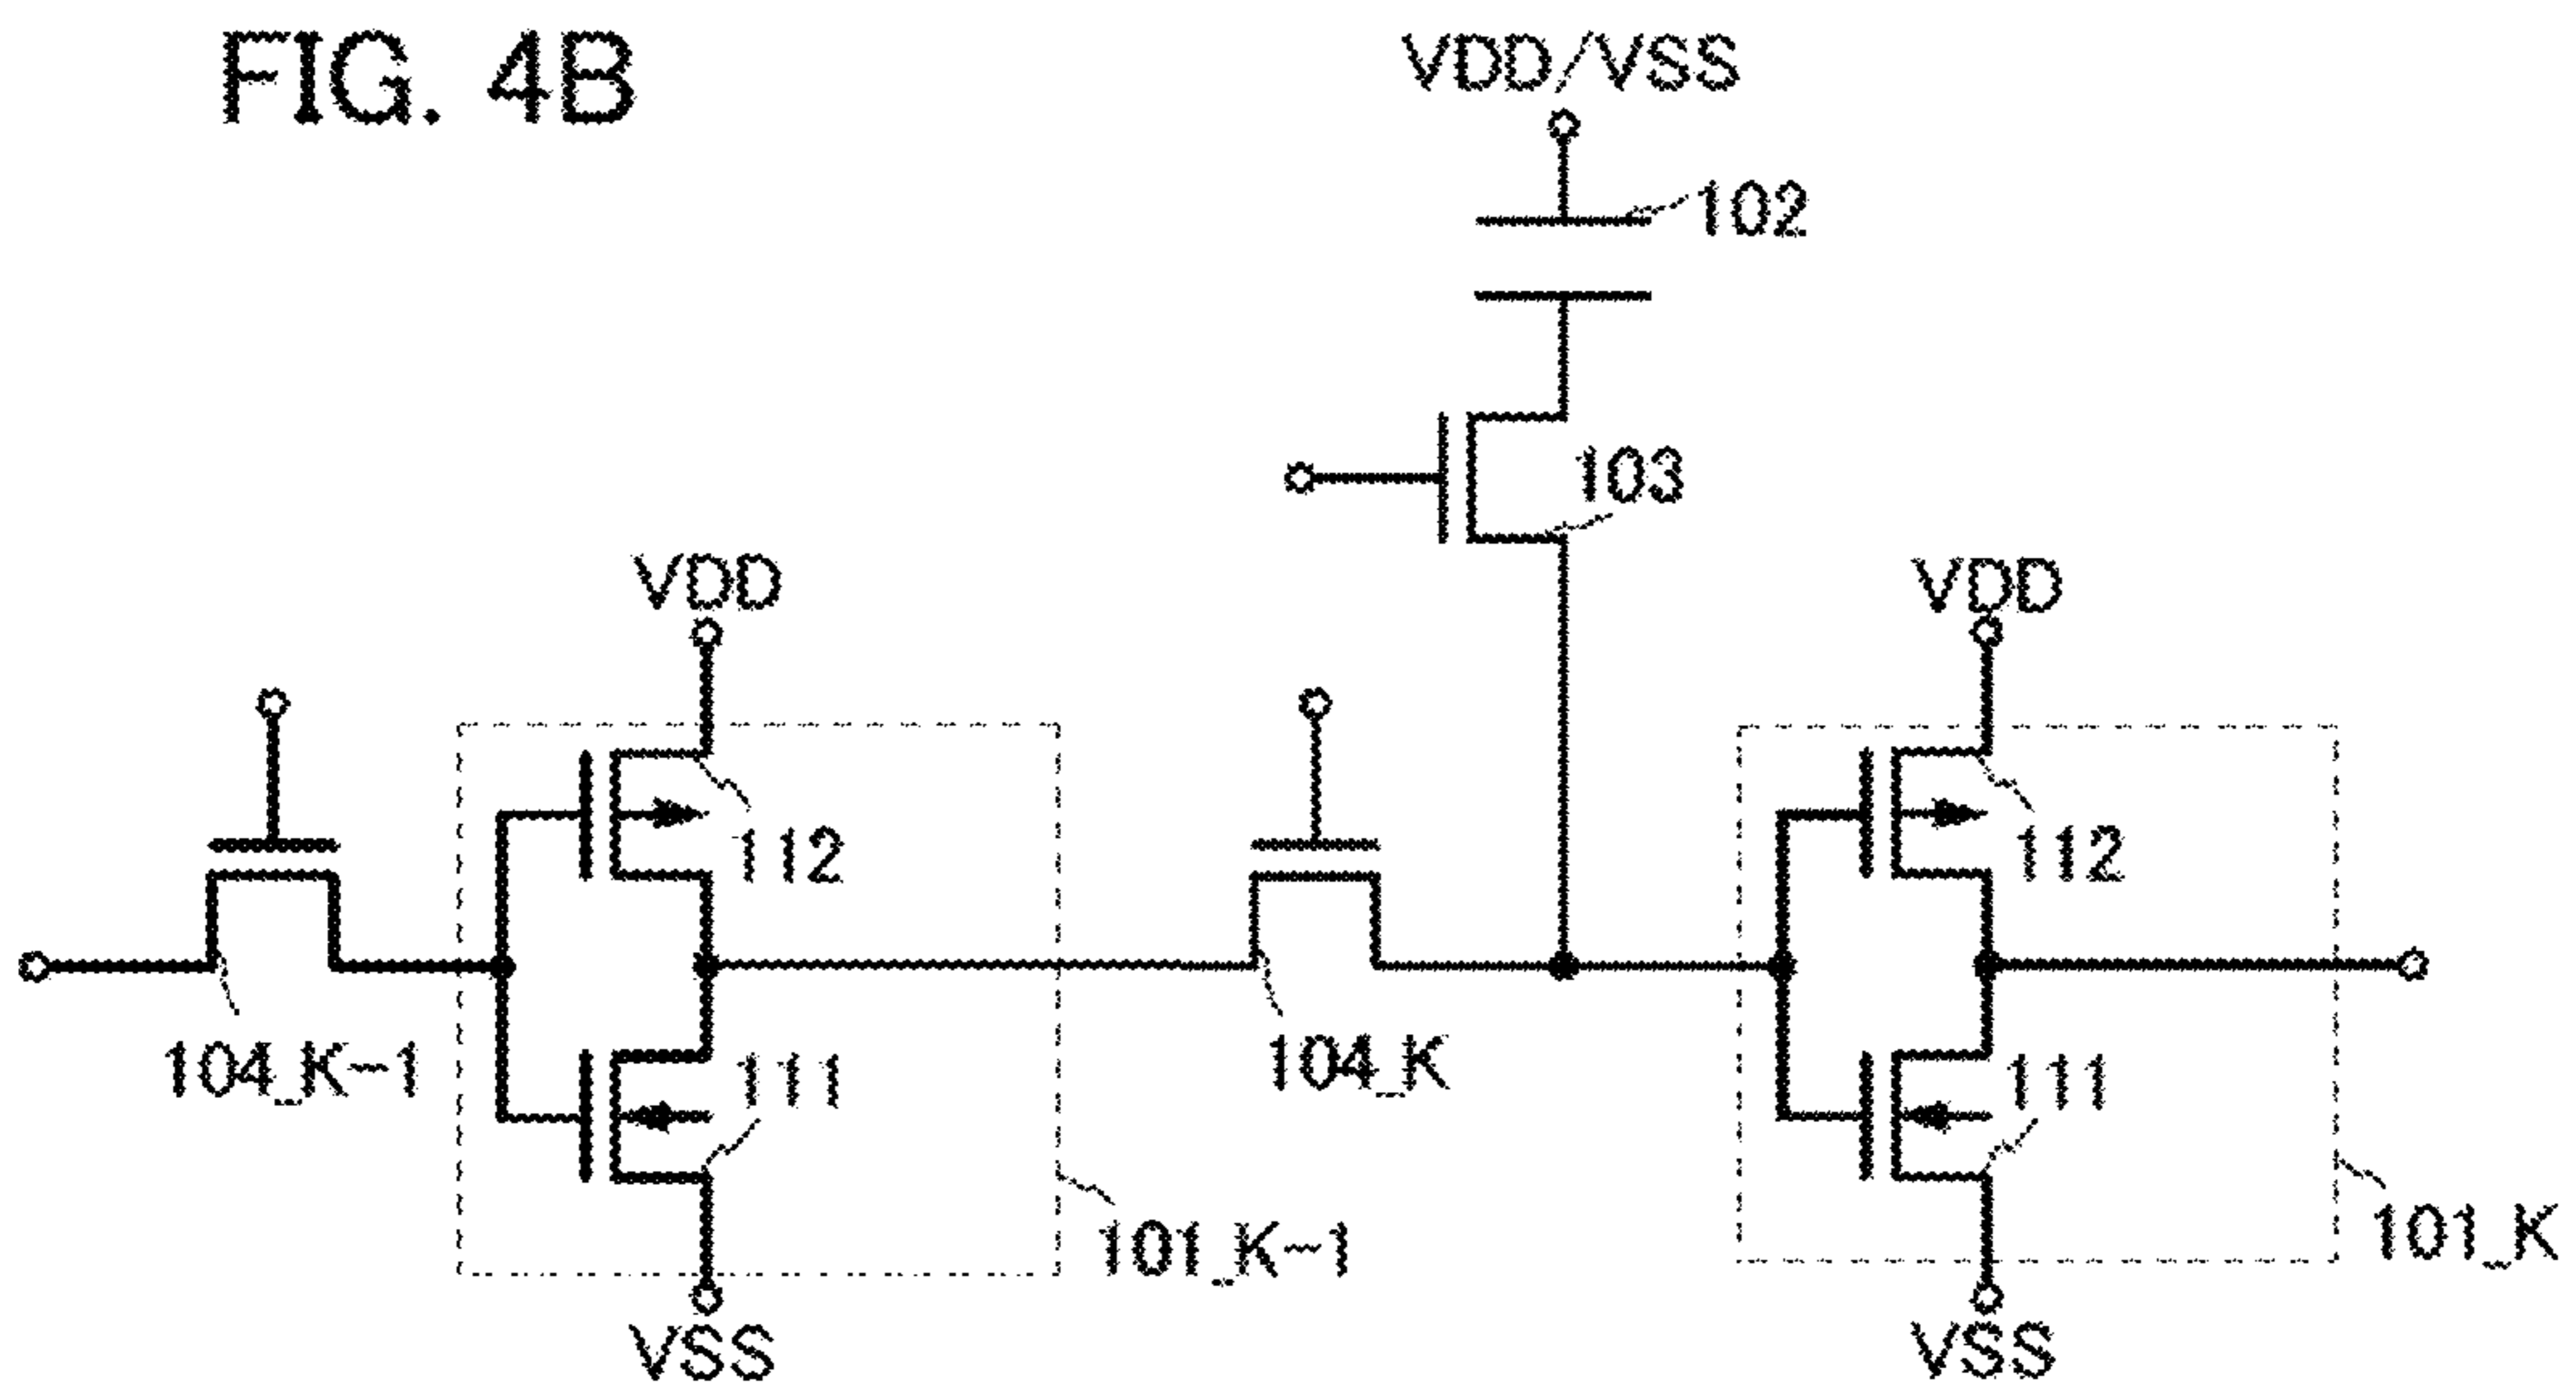 FIG. 4B
VDD/VSS
102
103
VDD
VDD
112
112
104_K-1
111
104_K
111
101_K-1
101_K
VSS
VSS